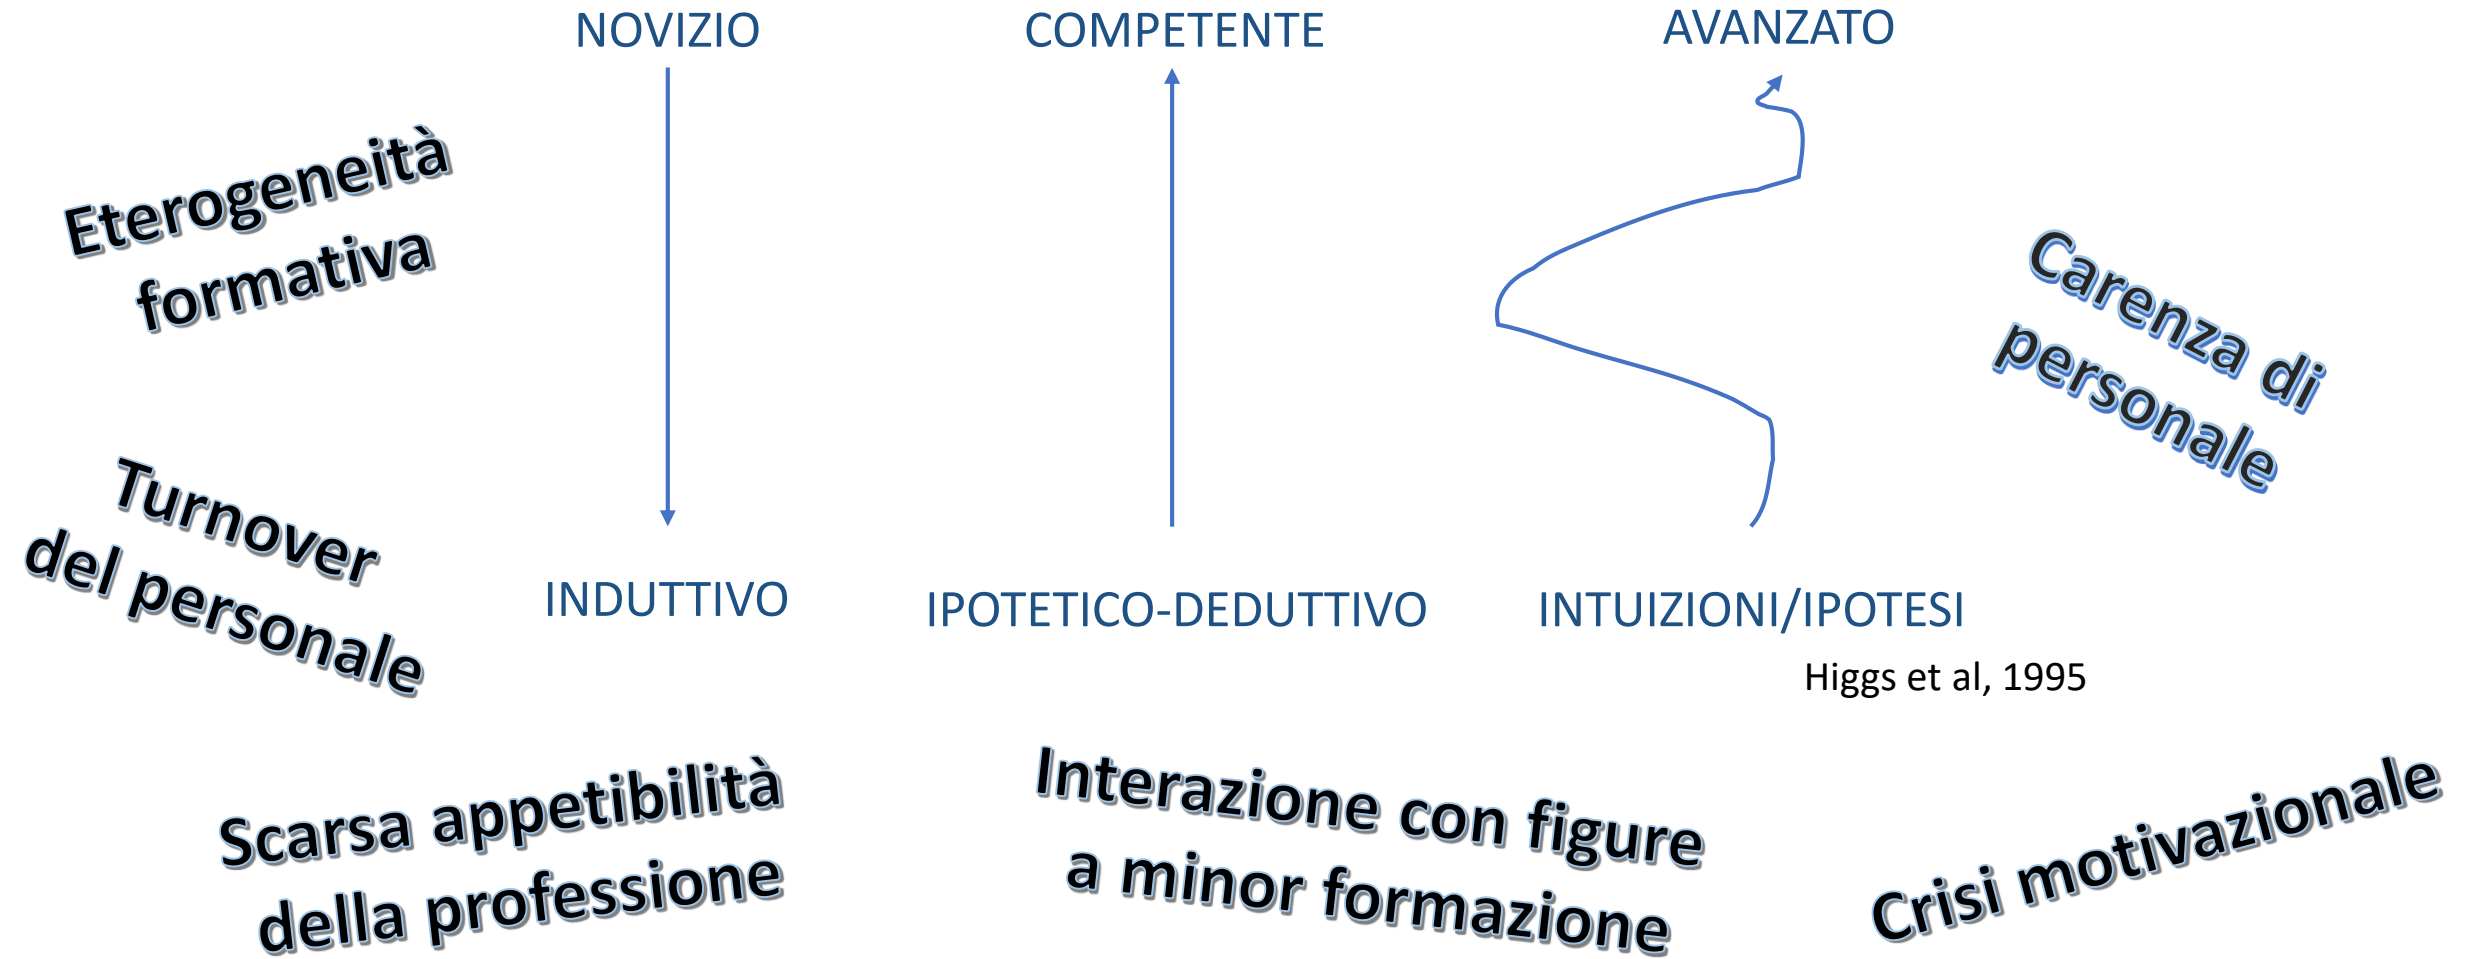 NOVIZIO
COMPETENTE
AVANZATO
Eterogeneità
formativa
Carenza di
personale
Turnover
del personale
INDUTTIVO
IPOTETICO-DEDUTTIVO
INTUIZIONI/IPOTESI
Higgs et al, 1995
Scarsa appetibilità
della professione
Interazione con figure
a minor formazione
Crisi motivazionale